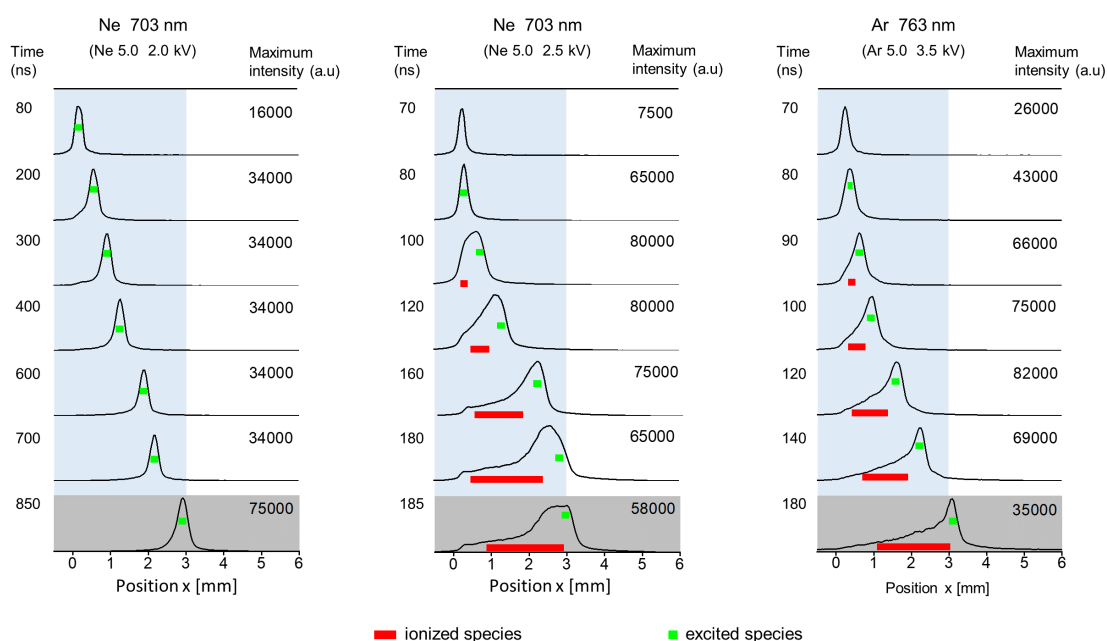 Ne 703 nm
(Ne 5.0 2.0 kV)
Time
(ns)
Maximum
intensity (a.u)
80
16000
200
34000
300
34000
400
34000
600
34000
700
34000
850
75000
0 1 2 3 4 5 6
Position x [mm]
Ne 703 nm
(Ne 5.0 2.5 kV)
Time
(ns)
Maximum
intensity (a.u)
70
7500
80
65000
100
80000
120
80000
160
75000
180
65000
185
58000
0 1 2 3 4 5 6
Position x [mm]
Ar 763 nm
(Ar 5.0 3.5 kV)
Time
(ns)
Maximum
intensity (a.u)
70
26000
80
43000
90
66000
100
75000
120
82000
140
69000
180
35000
0 1 2 3 4 5 6
Position x [mm]
ionized species
excited species